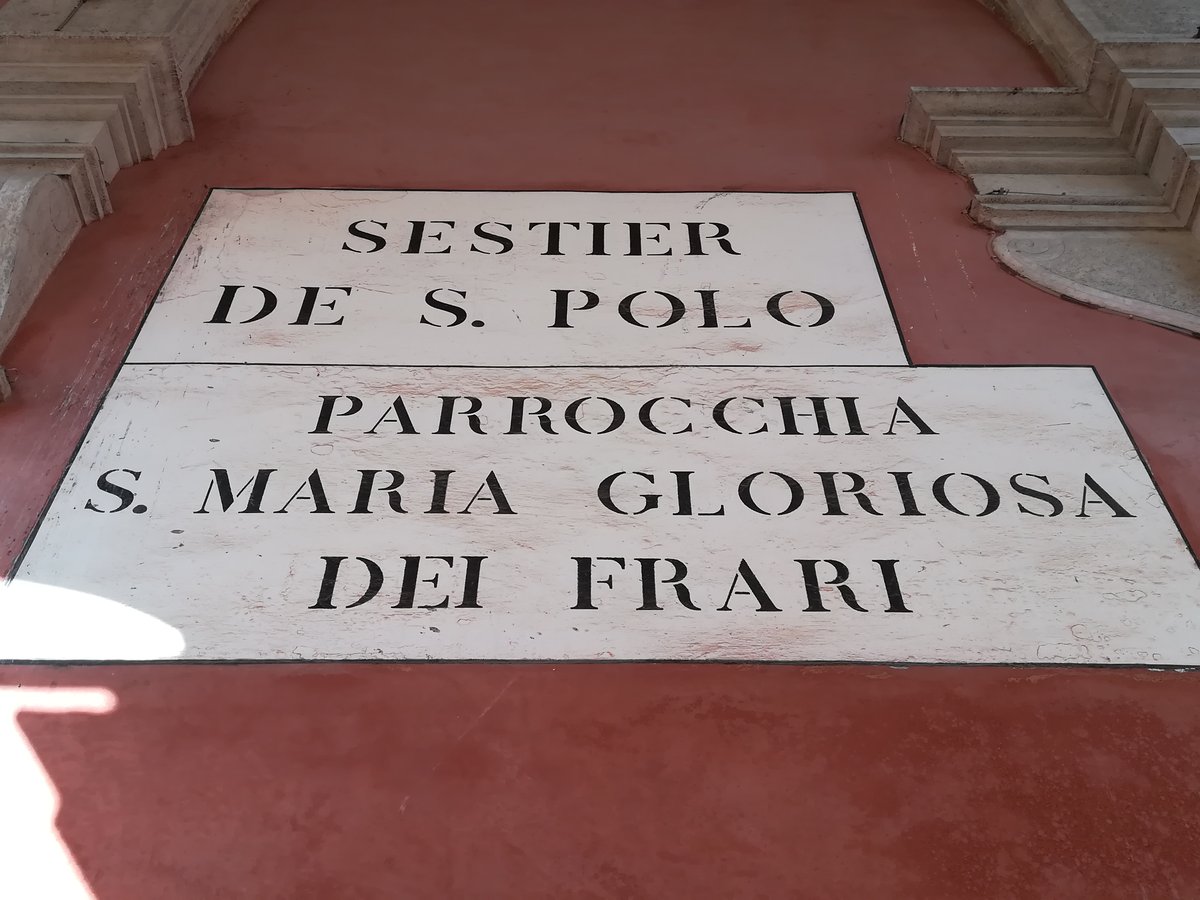 SESTIER
DE S. POLO
PARROCCHIA
S. MARIA GLORIOSA
DEI FRARI